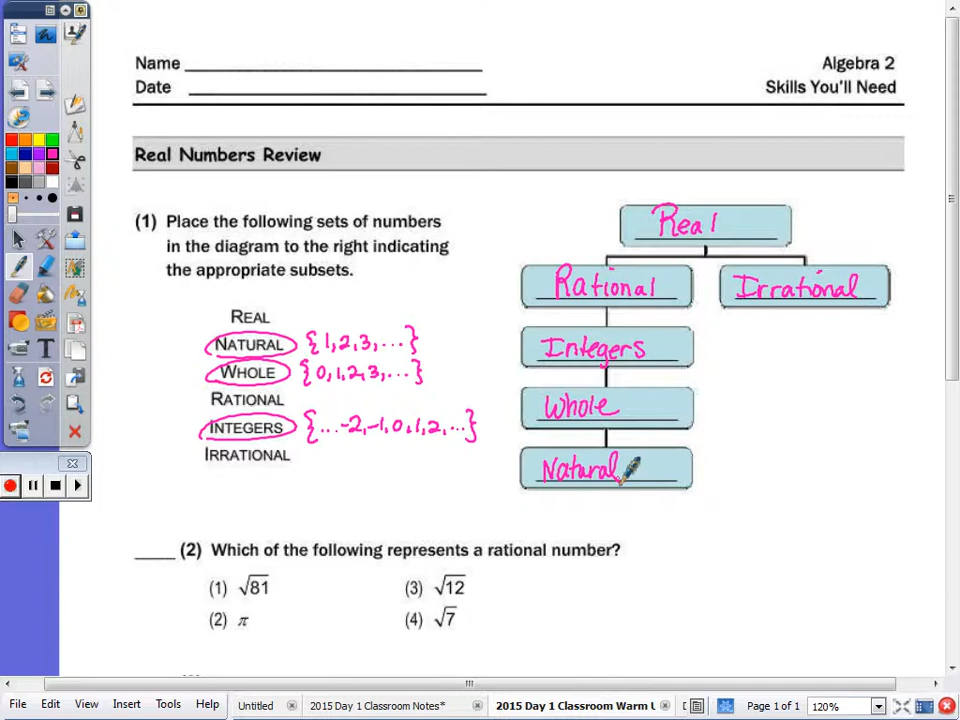 Name
Algebra 2
Date
Skills You'll Need
Real Numbers Review
(1) Place the following sets of numbers
in the diagram to the right indicating
the appropriate subsets.
REAL
NATURAL {1,2,3,...}
WHOLE {0,1,2,3,...}
RATIONAL
INTEGERS {...-2,-1,0,1,2,...}
IRRATIONAL
Real
Rational
Irrational
Integers
Whole
Natural
(2) Which of the following represents a rational number?
(1) √81
(3) √12
(2) π
(4) √7
File Edit View Insert Tools Help
Untitled
2015 Day 1 Classroom Notes*
2015 Day 1 Classroom Warm U
Page 1 of 1
120%